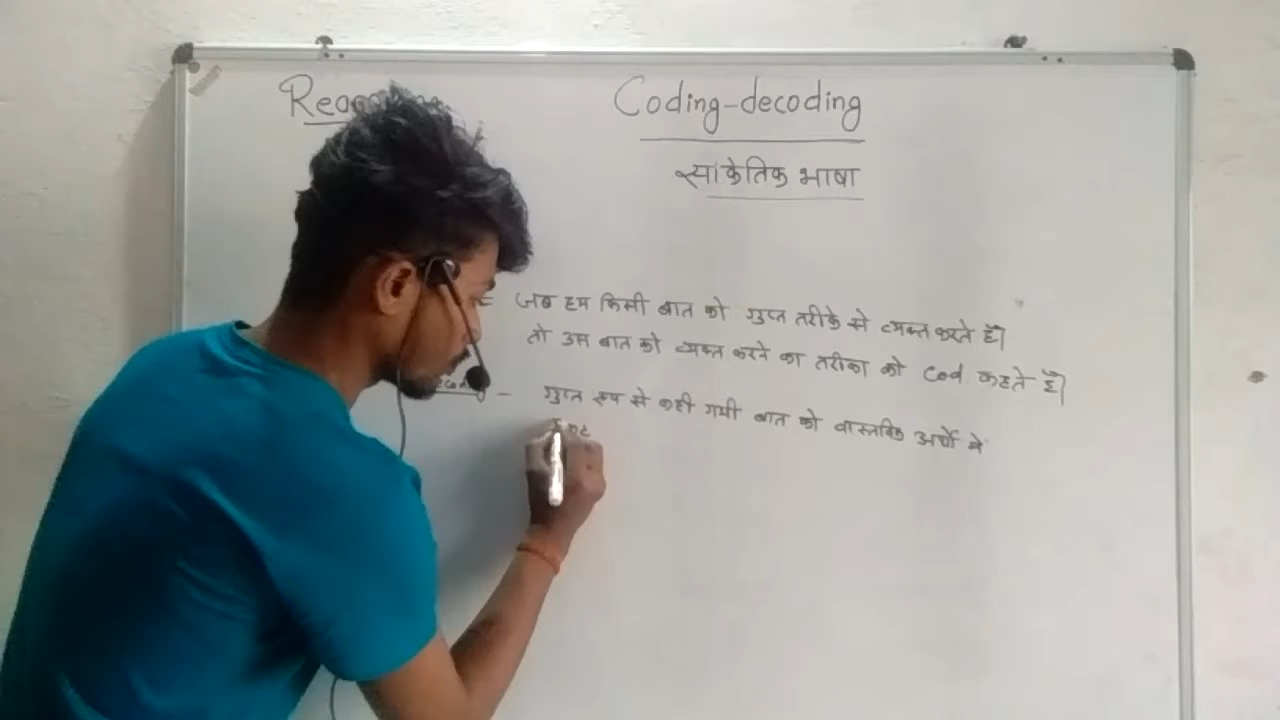 Coding-decoding
सांकेतिक भाषा
= जब हम किसी बात को गुप्त तरीके से व्यक्त करते हैं।
तो उस बात को व्यक्त करने का तरीका को Cod कहते हैं।
- गुप्त रूप से कही गयी बात को वास्तविक अर्थो मे